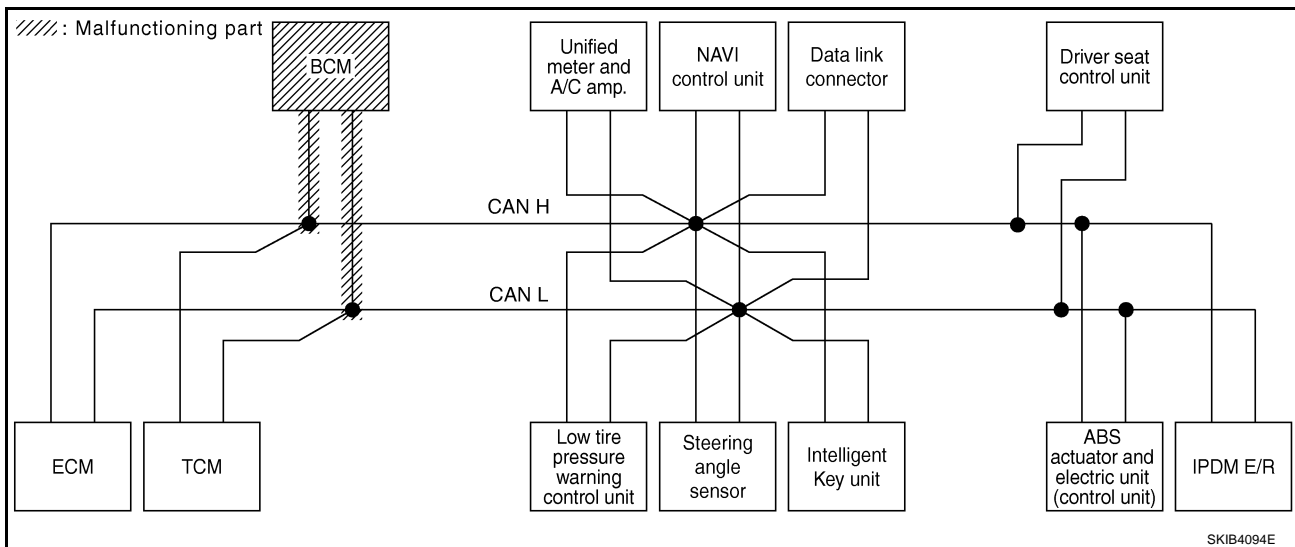 : Malfunctioning part
BCM
Unified
meter and
A/C amp.
NAVI
control unit
Data link
connector
Driver seat
control unit
CAN H
CAN L
ECM
TCM
Low tire
pressure
warning
control unit
Steering
angle
sensor
Intelligent
Key unit
ABS
actuator and
electric unit
(control unit)
IPDM E/R
SKIB4094E